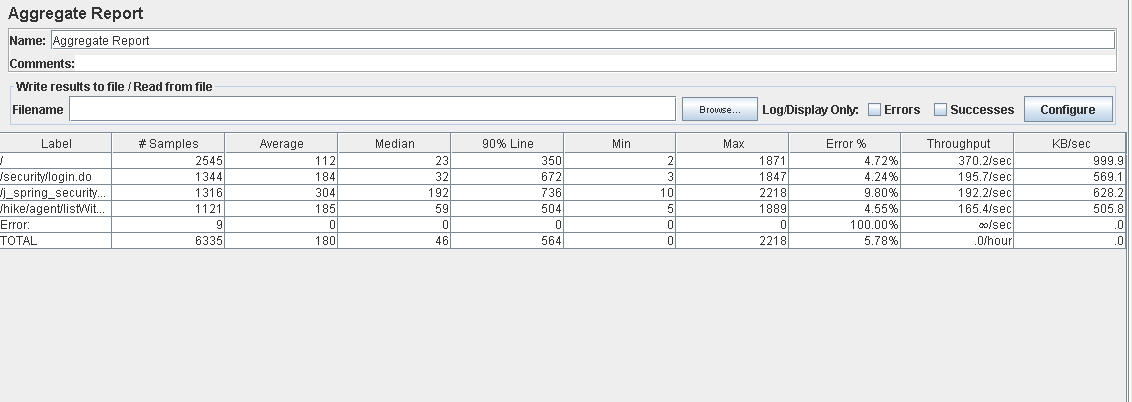 Aggregate Report
Name: Aggregate Report
Comments:
Write results to file / Read from file
Filename Browse... Log/Display Only: Errors Successes Configure
Label # Samples Average Median 90% Line Min Max Error % Throughput KB/sec
/ 2545 112 23 350 2 1871 4.72% 370.2/sec 999.9
/security/login.do 1344 184 32 672 3 1847 4.24% 195.7/sec 569.1
/j_spring_security... 1316 304 192 736 10 2218 9.80% 192.2/sec 628.2
/hike/agent/listWit... 1121 185 59 504 5 1889 4.55% 165.4/sec 505.8
Error: 9 0 0 0 0 0 100.00% ∞/sec .0
TOTAL 6335 180 46 564 0 2218 5.78% .0/hour .0